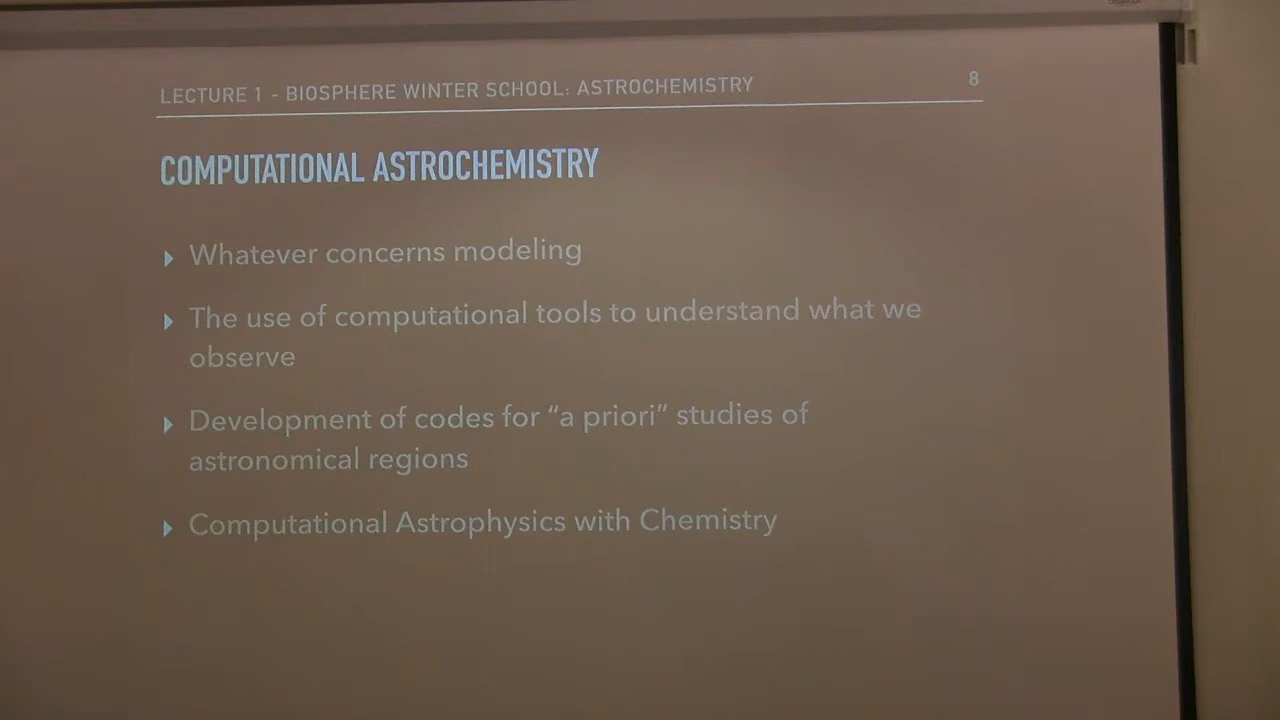 LECTURE 1 - BIOSPHERE WINTER SCHOOL: ASTROCHEMISTRY 8
COMPUTATIONAL ASTROCHEMISTRY
Whatever concerns modeling
The use of computational tools to understand what we
observe
Development of codes for “a priori” studies of
astronomical regions
Computational Astrophysics with Chemistry